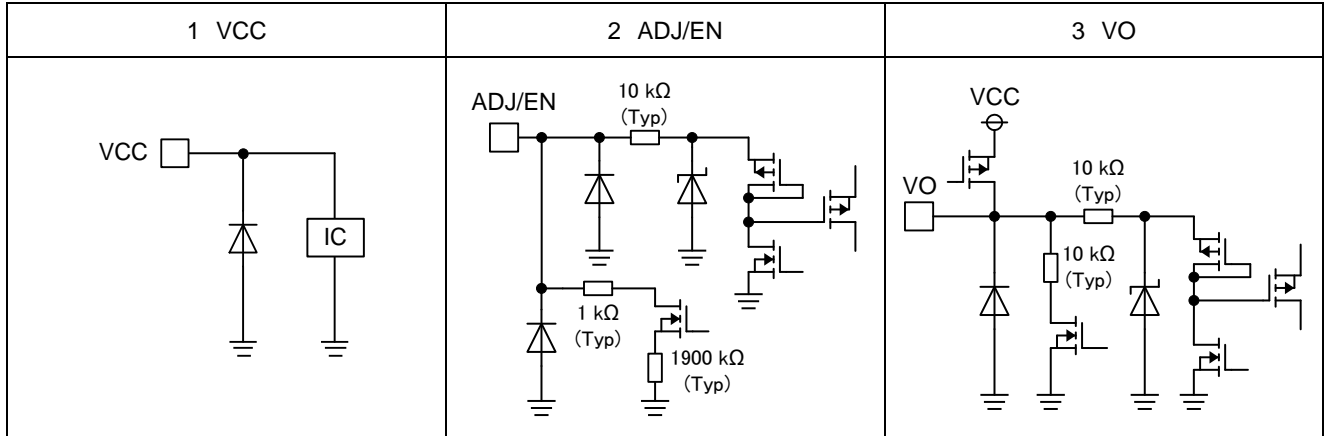 1 VCC
2 ADJ/EN
3 VO
VCC
IC
ADJ/EN
10 kΩ
(Typ)
1 kΩ
(Typ)
1900 kΩ
(Typ)
VCC
VO
10 kΩ
(Typ)
10 kΩ
(Typ)